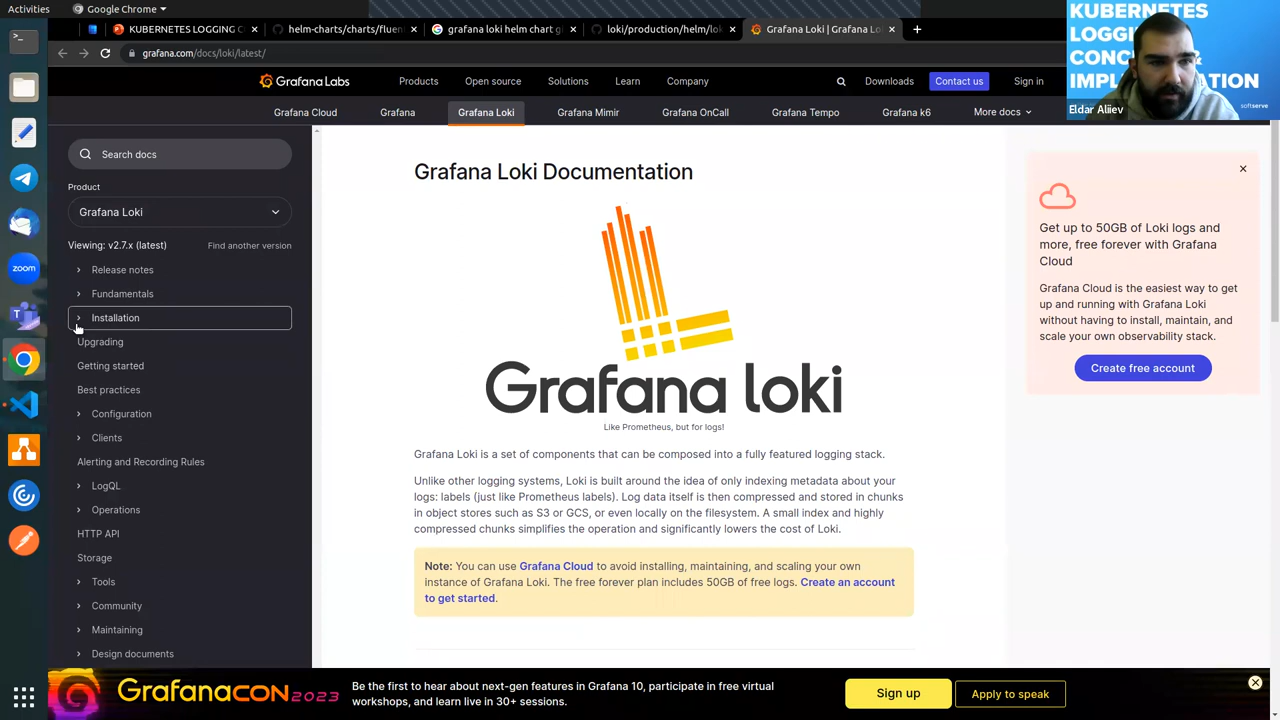 Activities
Google Chrome
KUBERNETES LOGGING C
helm-charts/charts/fluen
grafana loki helm chart g
loki/production/helm/lok
Grafana Loki | Grafana Lo
grafana.com/docs/loki/latest/
Grafana Labs
Products
Open source
Solutions
Learn
Company
Downloads
Contact us
Sign in
Grafana Cloud
Grafana
Grafana Loki
Grafana Mimir
Grafana OnCall
Grafana Tempo
Grafana k6
More docs
KUBERNETES
LOGG
CONC &
IMPL NTATION
softserve
Eldar Aliiev
Search docs
Product
Grafana Loki
Viewing: v2.7.x (latest)
Find another version
Release notes
Fundamentals
Installation
Upgrading
Getting started
Best practices
Configuration
Clients
Alerting and Recording Rules
LogQL
Operations
HTTP API
Storage
Tools
Community
Maintaining
Design documents
zoom
Grafana Loki Documentation
Grafana loki
Like Prometheus, but for logs!
Grafana Loki is a set of components that can be composed into a fully featured logging stack.
Unlike other logging systems, Loki is built around the idea of only indexing metadata about your
logs: labels (just like Prometheus labels). Log data itself is then compressed and stored in chunks
in object stores such as S3 or GCS, or even locally on the filesystem. A small index and highly
compressed chunks simplifies the operation and significantly lowers the cost of Loki.
Note: You can use Grafana Cloud to avoid installing, maintaining, and scaling your own
instance of Grafana Loki. The free forever plan includes 50GB of free logs. Create an account
to get started.
Get up to 50GB of Loki logs and
more, free forever with Grafana
Cloud
Grafana Cloud is the easiest way to
get up and running with Grafana Loki
without having to install, maintain, and
scale your own observability stack.
Create free account
GrafanaCON 2023
Be the first to hear about next-gen features in Grafana 10, participate in free virtual
workshops, and learn live in 30+ sessions.
Sign up
Apply to speak